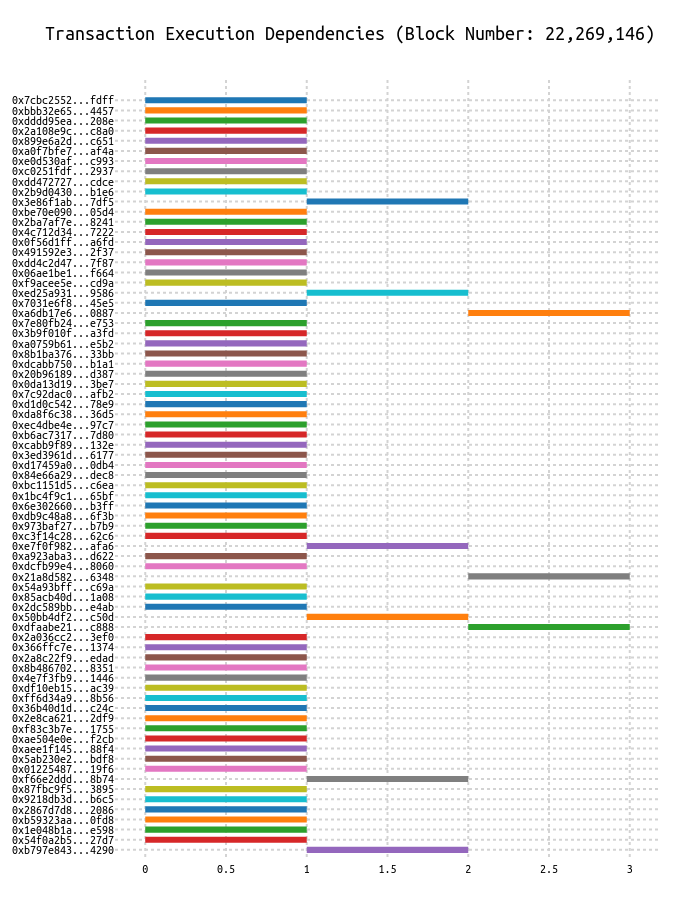 Transaction Execution Dependencies (Block Number: 22,269,146)
0x7cbc2552...fdff
0xbbb32e65...4457
0xdddd95ea...208e
0x2a108e9c...c8a0
0x899e6a2d...c651
0xa0f7bfe7...af4a
0xe0d530af...c993
0xc0251fdf...2937
0xdd472727...cdce
0x2b9d0430...b1e6
0x3e86f1ab...7df5
0xbe70e090...05d4
0x2ba7af7e...8241
0x4c712d34...7222
0x0f56d1ff...a6fd
0x491592e3...2f37
0xdd4c2d47...7f87
0x06ae1be1...f664
0xf9acee5e...cd9a
0xed25a931...9586
0x7031e6f8...45e5
0xa6db17e6...0887
0x7e80fb24...e753
0x3b9f010f...a3fd
0xa0759b61...e5b2
0x8b1ba376...33bb
0xdcabb750...b1a1
0x20b96189...d387
0x0da13d19...3be7
0x7c92dac0...afb2
0xd1d0c542...78e9
0xda8f6c38...36d5
0xec4dbe4e...97c7
0xb6ac7317...7d80
0xcabb9f89...132e
0x3ed3961d...6177
0xd17459a0...0db4
0x84e66a29...dec8
0xbc1151d5...c6ea
0x1bc4f9c1...65bf
0x6e302660...b3ff
0xdb9c48a8...6f3b
0x973baf27...b7b9
0xc3f14c28...62c6
0xe7f0f982...afa6
0xa923aba3...d622
0xdcfb99e4...8060
0x21a8d582...6348
0x54a93bff...c69a
0x85acb40d...1a08
0x2dc589bb...e4ab
0x50bb4df2...c50d
0xdfaabe21...c888
0x2a036cc2...3ef0
0x366ffc7e...1374
0x2a8c22f9...edad
0x8b486702...8351
0x4e7f3fb9...1446
0xdf10eb15...ac39
0xff6d34a9...8b56
0x36b40d1d...c24c
0x2e8ca621...2df9
0xf83c3b7e...1755
0xae504e0e...f2cb
0xaee1f145...88f4
0x5ab230e2...bdf8
0x01225487...19f6
0xf66e2ddd...8b74
0x87fbc9f5...3895
0x9218db3d...b6c5
0x2867d7d8...2086
0xb59323aa...0fd8
0x1e048b1a...e598
0x54f0a2b5...27d7
0xb797e843...4290
0 0.5 1 1.5 2 2.5 3